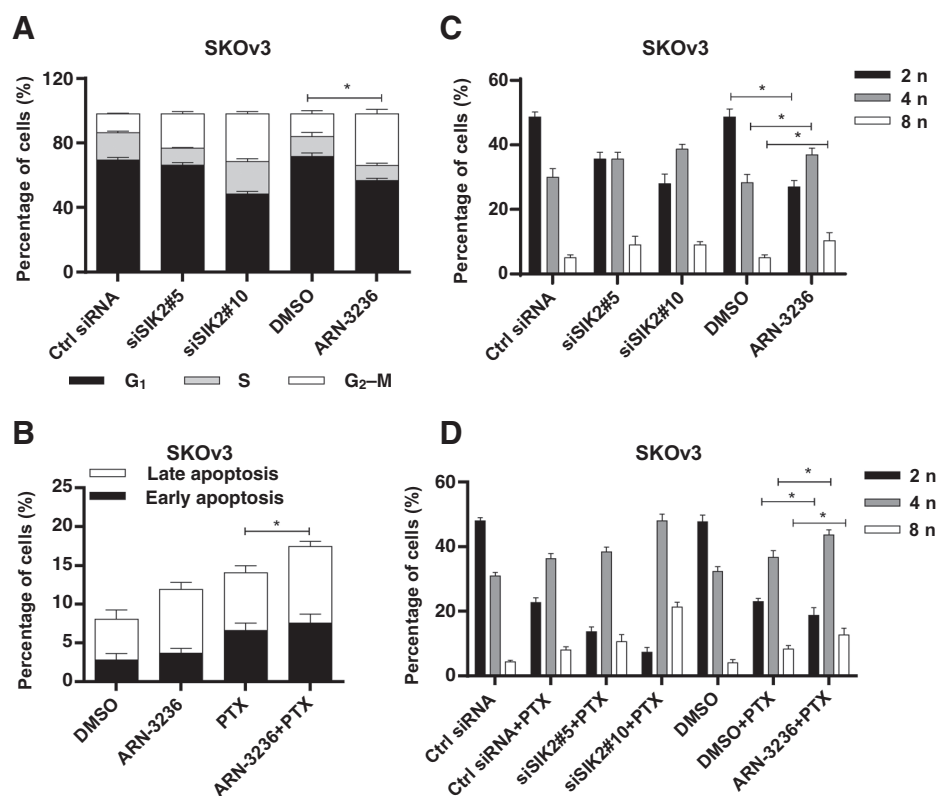 A
SKOv3
Percentage of cells (%)
120
80
40
0
*
Ctrl siRNA
siSIK2#5
siSIK2#10
DMSO
ARN-3236
G₁ S G₂–M
C
SKOv3
Percentage of cells (%)
60
40
20
0
*
*
*
2 n
4 n
8 n
Ctrl siRNA
siSIK2#5
siSIK2#10
DMSO
ARN-3236
B
SKOv3
Late apoptosis
Early apoptosis
Percentage of cells (%)
25
20
15
10
5
0
*
DMSO
ARN-3236
PTX
ARN-3236+PTX
D
SKOv3
Percentage of cells (%)
60
40
20
0
*
*
*
2 n
4 n
8 n
Ctrl siRNA
Ctrl siRNA+PTX
siSIK2#5+PTX
siSIK2#10+PTX
DMSO
DMSO+PTX
ARN-3236+PTX